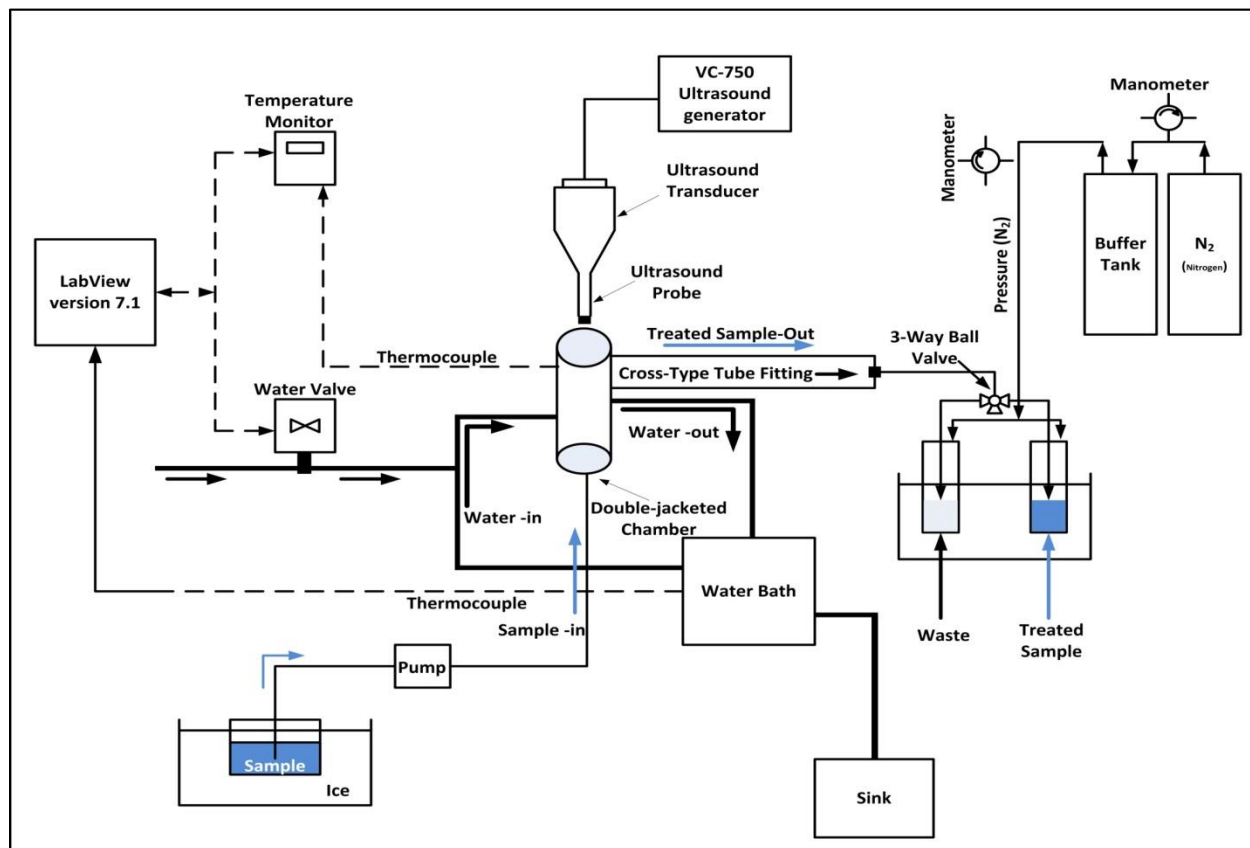 VC-750
Ultrasound
generator
Temperature
Monitor
Manometer
Manometer
Ultrasound
Transducer
Pressure (N₂)
Buffer
Tank
N₂
(Nitrogen)
LabView
version 7.1
Ultrasound
Probe
Treated Sample-Out
3-Way Ball
Valve
Thermocouple
Cross-Type Tube Fitting
Water Valve
Water -out
Water -in
Double-jacketed
Chamber
Water Bath
Thermocouple
Sample -in
Waste
Treated
Sample
Pump
Sample
Ice
Sink